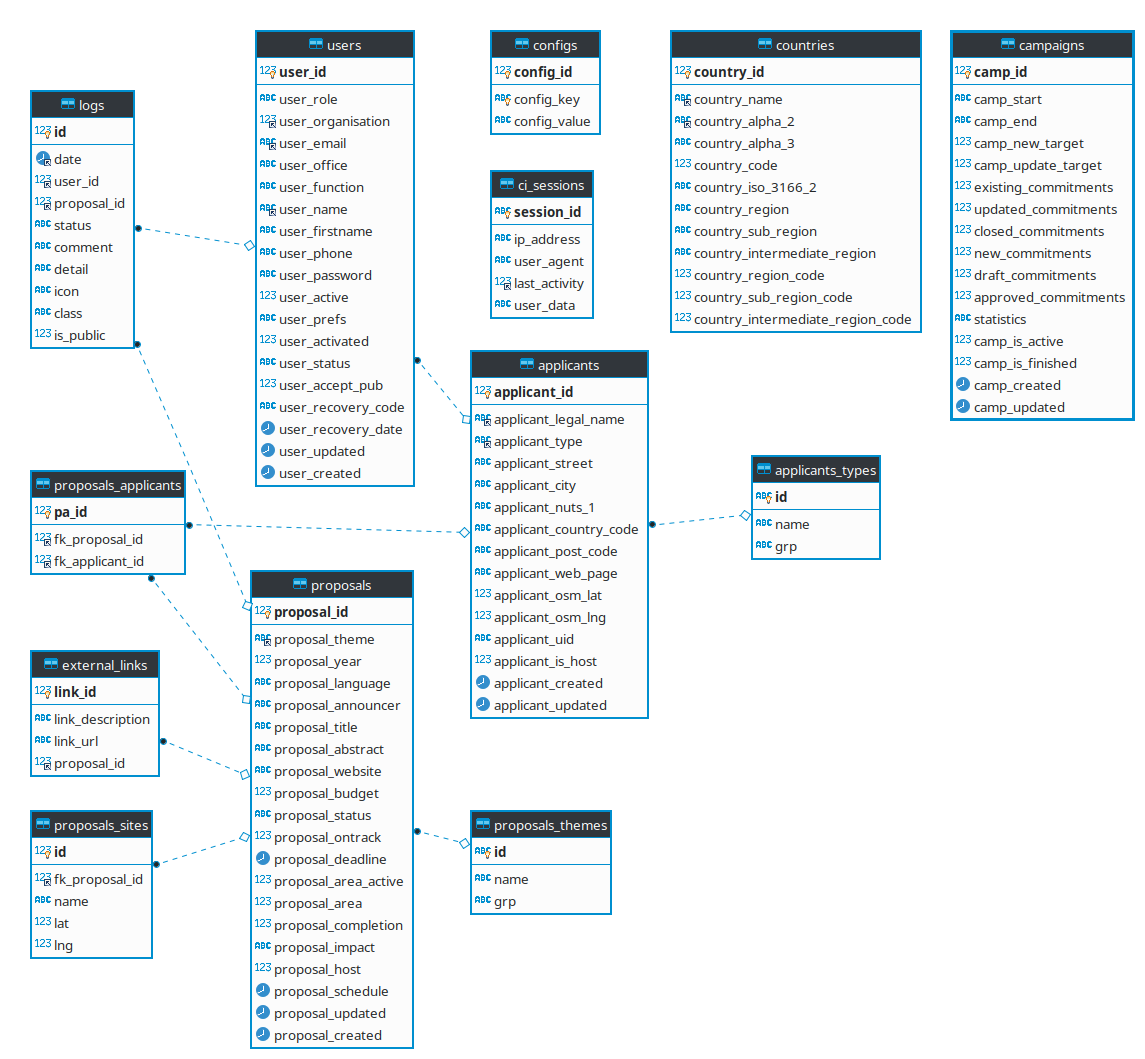 users
user_id
user_role
user_organisation
user_email
user_office
user_function
user_name
user_firstname
user_phone
user_password
user_active
user_prefs
user_activated
user_status
user_accept_pub
user_recovery_code
user_recovery_date
user_updated
user_created
configs
config_id
config_key
config_value
countries
country_id
country_name
country_alpha_2
country_alpha_3
country_code
country_iso_3166_2
country_region
country_sub_region
country_intermediate_region
country_region_code
country_sub_region_code
country_intermediate_region_code
campaigns
camp_id
camp_start
camp_end
camp_new_target
camp_update_target
existing_commitments
updated_commitments
closed_commitments
new_commitments
draft_commitments
approved_commitments
statistics
camp_is_active
camp_is_finished
camp_created
camp_updated
logs
id
date
user_id
proposal_id
status
comment
detail
icon
class
is_public
ci_sessions
session_id
ip_address
user_agent
last_activity
user_data
applicants
applicant_id
applicant_legal_name
applicant_type
applicant_street
applicant_city
applicant_nuts_1
applicant_country_code
applicant_post_code
applicant_web_page
applicant_osm_lat
applicant_osm_lng
applicant_uid
applicant_is_host
applicant_created
applicant_updated
applicants_types
id
name
grp
proposals_applicants
pa_id
fk_proposal_id
fk_applicant_id
proposals
proposal_id
proposal_theme
proposal_year
proposal_language
proposal_announcer
proposal_title
proposal_abstract
proposal_website
proposal_budget
proposal_status
proposal_ontrack
proposal_deadline
proposal_area_active
proposal_area
proposal_completion
proposal_impact
proposal_host
proposal_schedule
proposal_updated
proposal_created
external_links
link_id
link_description
link_url
proposal_id
proposals_sites
id
fk_proposal_id
name
lat
lng
proposals_themes
id
name
grp